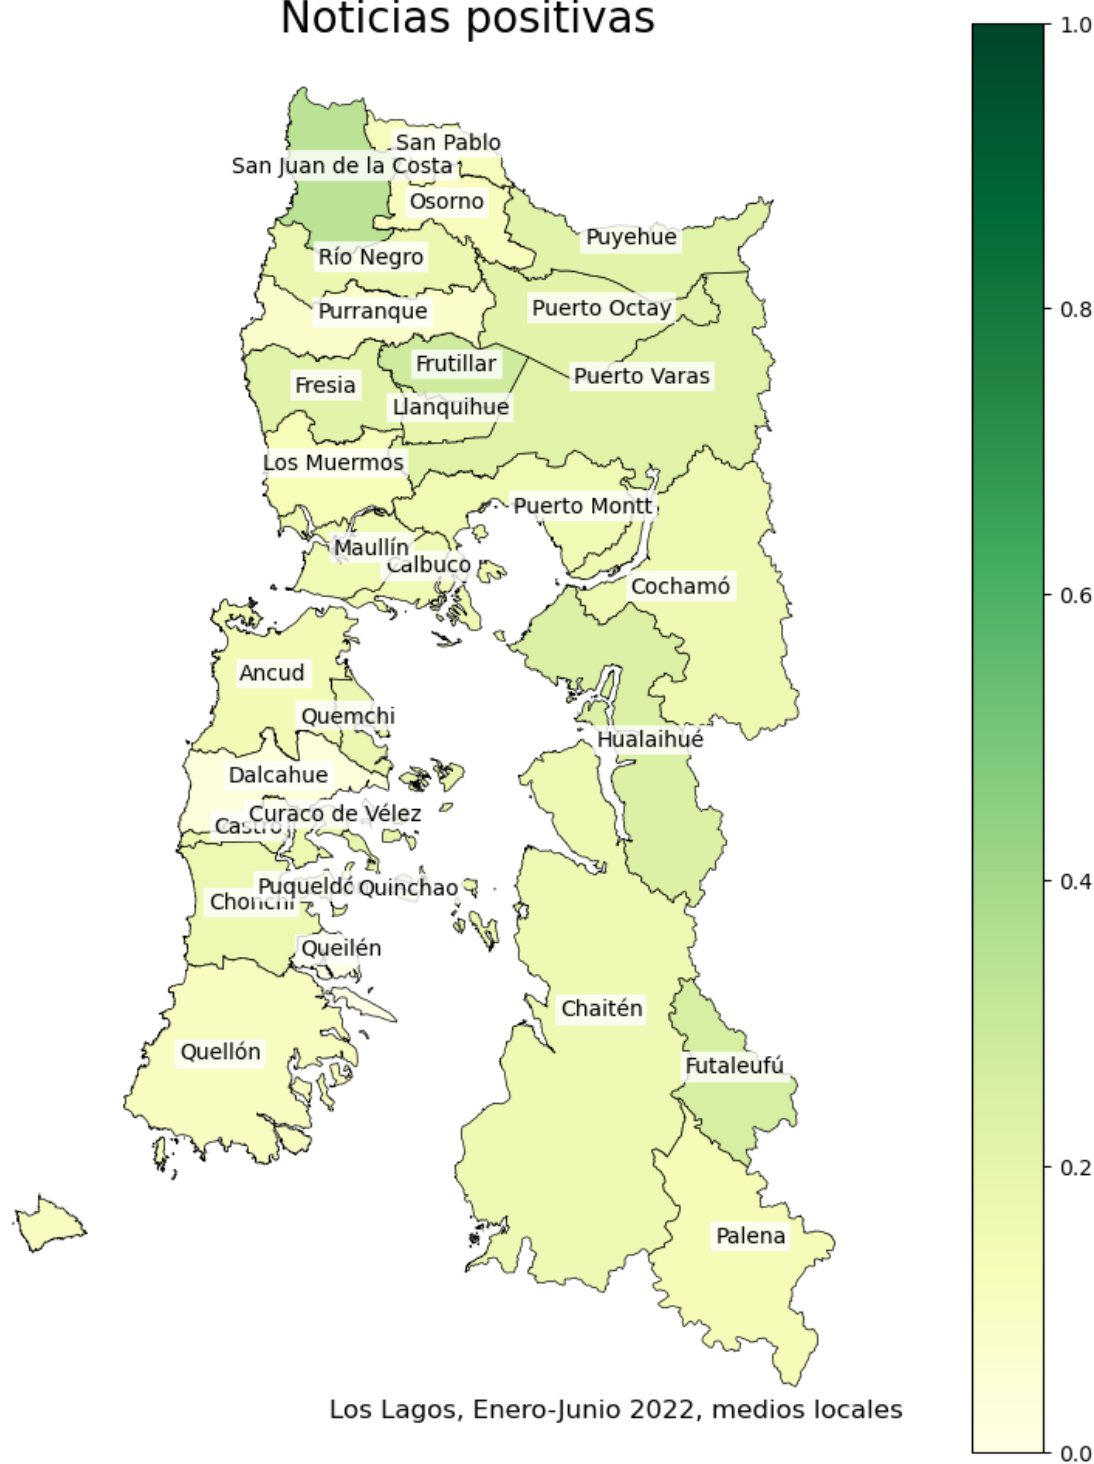 Noticias positivas
1.0
San Pablo
San Juan de la Costa
Osorno
Puyehue
Río Negro
Puerto Octay
0.8
Purranque
Frutillar
Puerto Varas
Fresia
Llanquihue
Los Muermos
Puerto Montt
Maullín
Calbuco
Cochamó
0.6
Ancud
Quemchi
Hualaihué
Dalcahue
Curaco de Vélez
Castro
0.4
Puqueldó
Quinchao
Chonchi
Queilén
Chaitén
Quellón
Futaleufú
0.2
Palena
Los Lagos, Enero-Junio 2022, medios locales
0.0